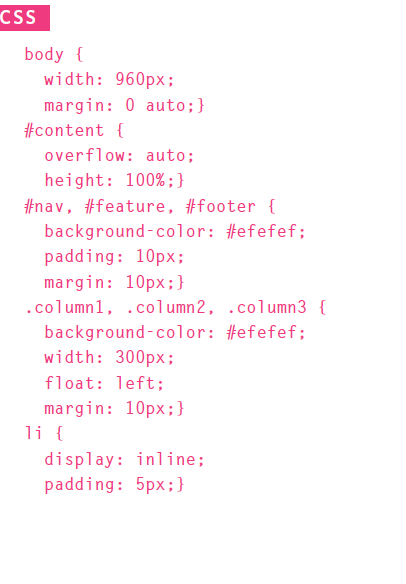 CSS
body {
width: 960px;
margin: 0 auto;}
#content {
overflow: auto;
height: 100%;}
#nav, #feature, #footer {
background-color: #efefef;
padding: 10px;
margin: 10px;}
.column1, .column2, .column3 {
background-color: #efefef;
width: 300px;
float: left;
margin: 10px;}
li {
display: inline;
padding: 5px;}